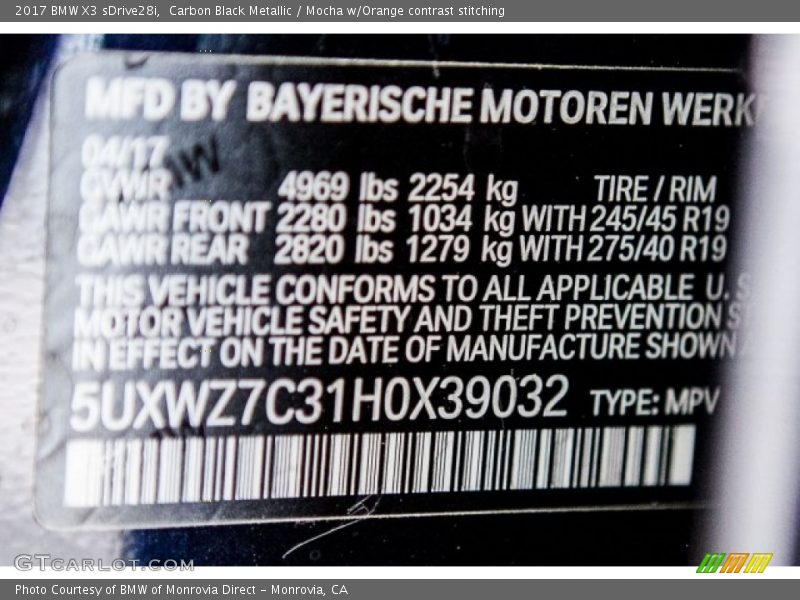 2017 BMW X3 sDrive28i, Carbon Black Metallic / Mocha w/Orange contrast stitching
MFD BY BAYERISCHE MOTOREN WERKE
04/17
GVWR 4969 lbs 2254 kg TIRE / RIM
GAWR FRONT 2280 lbs 1034 kg WITH 245/45 R19
GAWR REAR 2820 lbs 1279 kg WITH 275/40 R19
THIS VEHICLE CONFORMS TO ALL APPLICABLE U.S
MOTOR VEHICLE SAFETY AND THEFT PREVENTION
IN EFFECT ON THE DATE OF MANUFACTURE SHOWN
5UXWZ7C31H0X39032 TYPE: MPV
GTcarlot.com
Photo Courtesy of BMW of Monrovia Direct - Monrovia, CA